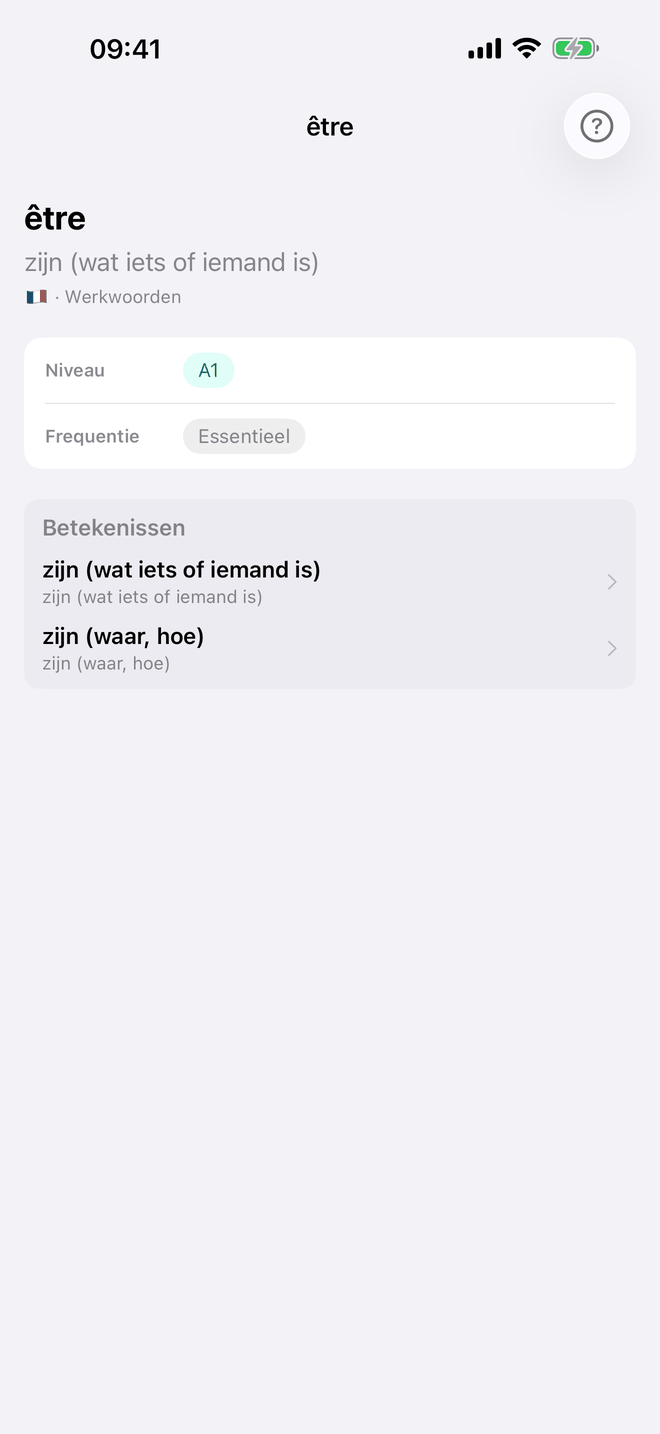 09:41
être
être
zijn (wat iets of iemand is)
🇫🇷 · Werkwoorden
Niveau A1
Frequentie Essentieel
Betekenissen
zijn (wat iets of iemand is)
zijn (wat iets of iemand is)
zijn (waar, hoe)
zijn (waar, hoe)